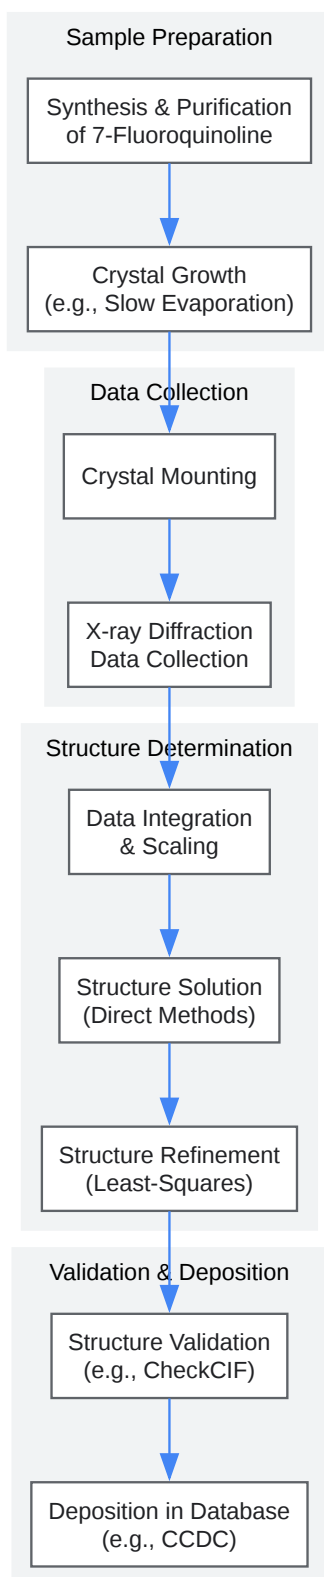 Sample Preparation
Synthesis & Purification
of 7-Fluoroquinoline
Crystal Growth
(e.g., Slow Evaporation)
Data Collection
Crystal Mounting
X-ray Diffraction
Data Collection
Structure Determination
Data Integration
& Scaling
Structure Solution
(Direct Methods)
Structure Refinement
(Least-Squares)
Validation & Deposition
Structure Validation
(e.g., CheckCIF)
Deposition in Database
(e.g., CCDC)